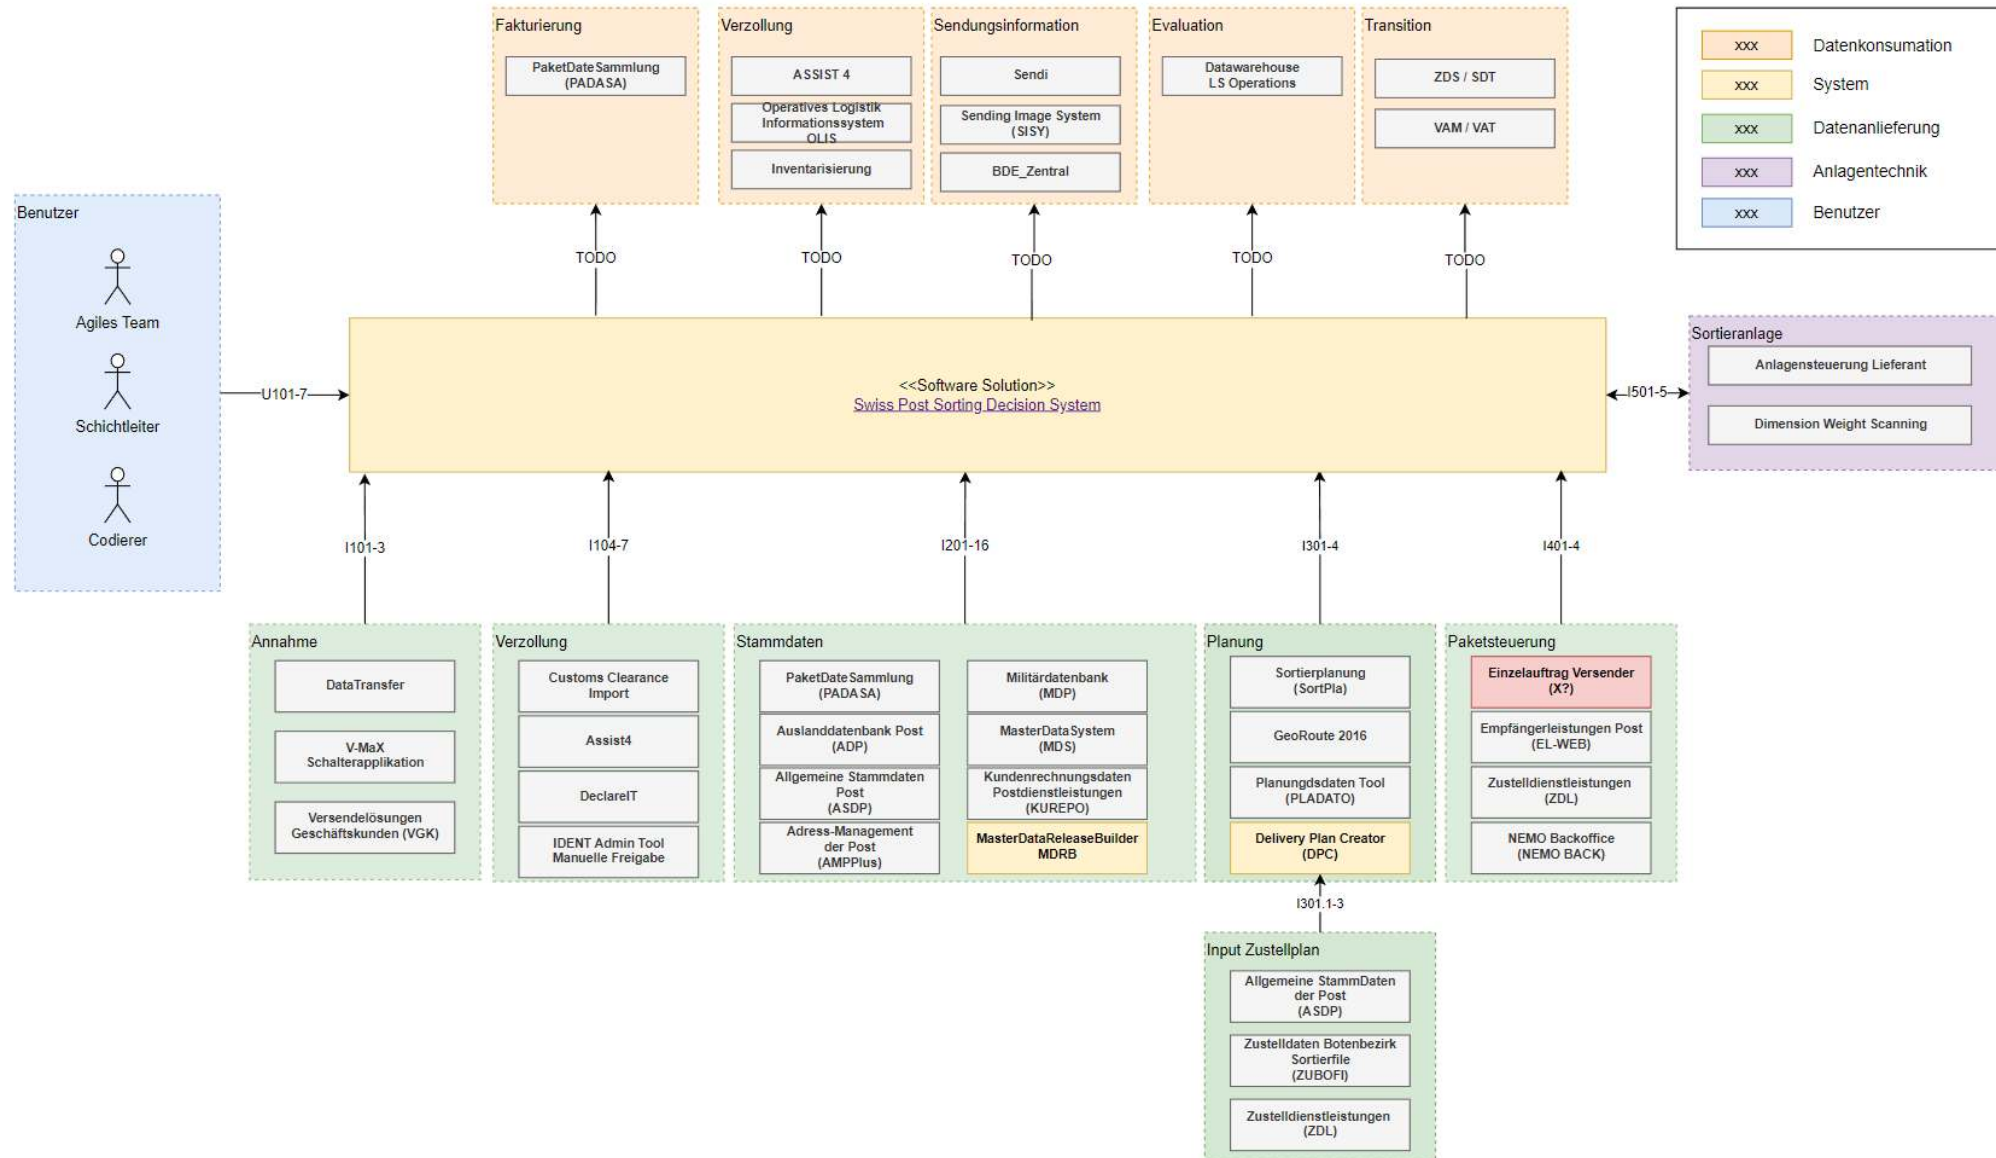 Fakturierung
PaketDateSammlung
(PADASA)
Verzollung
ASSIST 4
Operatives Logistik
Informationssystem
OLIS
Inventarisierung
Sendungsinformation
Sendi
Sending Image System
(SISY)
BDE_Zentral
Evaluation
Datawarehouse
LS Operations
Transition
ZDS / SDT
VAM / VAT
xxx Datenkonsumation
xxx System
xxx Datenanlieferung
xxx Anlagentechnik
xxx Benutzer
TODO
TODO
TODO
TODO
TODO
Benutzer
Agiles Team
Schichtleiter
Codierer
U101-7
<<Software Solution>>
Swiss Post Sorting Decision System
I501-5
Sortieranlage
Anlagensteuerung Lieferant
Dimension Weight Scanning
I101-3
I104-7
I201-16
I301-4
I401-4
Annahme
DataTransfer
V-MaX
Schalterapplikation
Versendelösungen
Geschäftskunden (VGK)
Verzollung
Customs Clearance
Import
Assist4
DeclareIT
IDENT Admin Tool
Manuelle Freigabe
Stammdaten
PaketDateSammlung
(PADASA)
Auslanddatenbank Post
(ADP)
Allgemeine Stammdaten
Post
(ASDP)
Adress-Management
der Post
(AMPPlus)
Militärdatenbank
(MDP)
MasterDataSystem
(MDS)
Kundenrechnungsdaten
Postdienstleistungen
(KUREPO)
MasterDataReleaseBuilder
MDRB
Planung
Sortierplanung
(SortPla)
GeoRoute 2016
Planungdsdaten Tool
(PLADATO)
Delivery Plan Creator
(DPC)
Paketsteuerung
Einzelauftrag Versender
(X?)
Empfängerleistungen Post
(EL-WEB)
Zustelldienstleistungen
(ZDL)
NEMO Backoffice
(NEMO BACK)
I301.1-3
Input Zustellplan
Allgemeine StammDaten
der Post
(ASDP)
Zustelldaten Botenbezirk
Sortierfile
(ZUBOFI)
Zustelldienstleistungen
(ZDL)